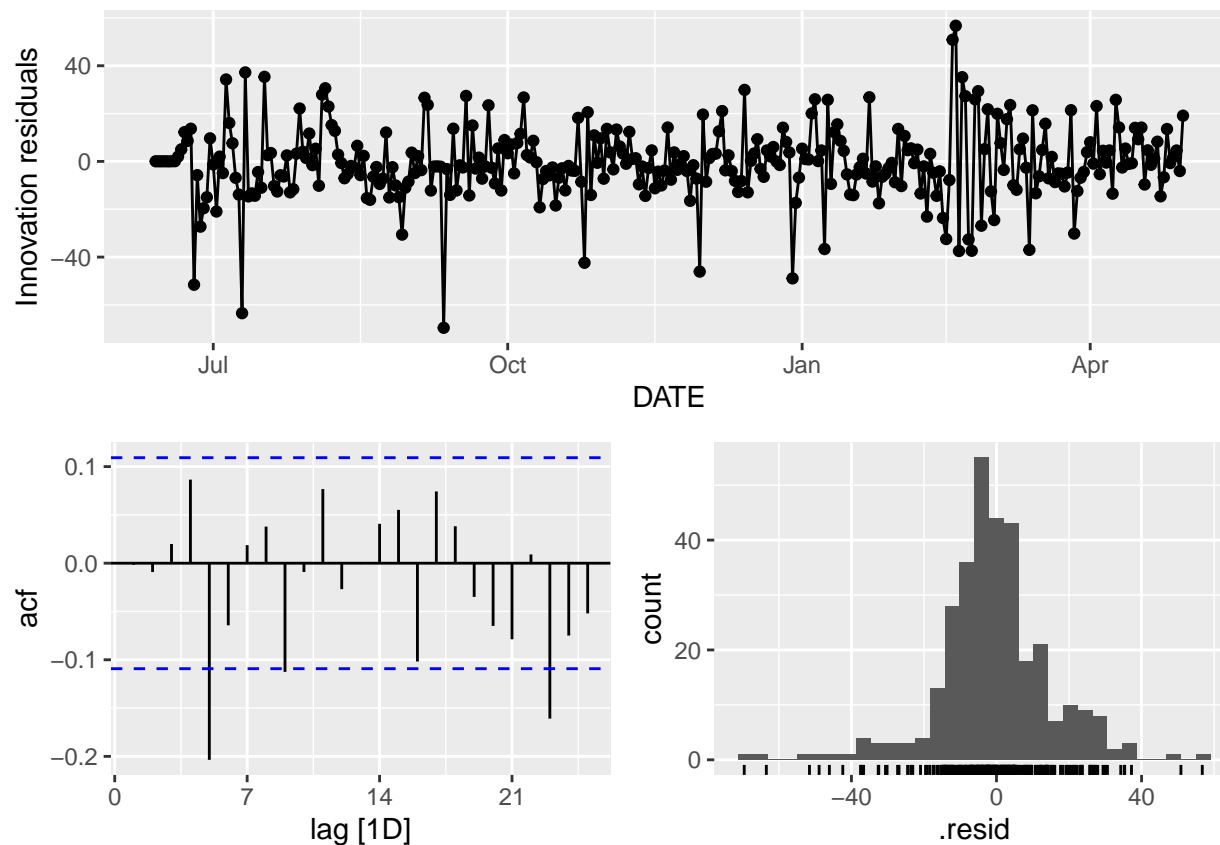 Innovation residuals
40
0
−40
Jul
Oct
Jan
Apr
DATE
acf
0.1
0.0
−0.1
−0.2
0
7
14
21
lag [1D]
count
40
20
0
−40
0
40
.resid